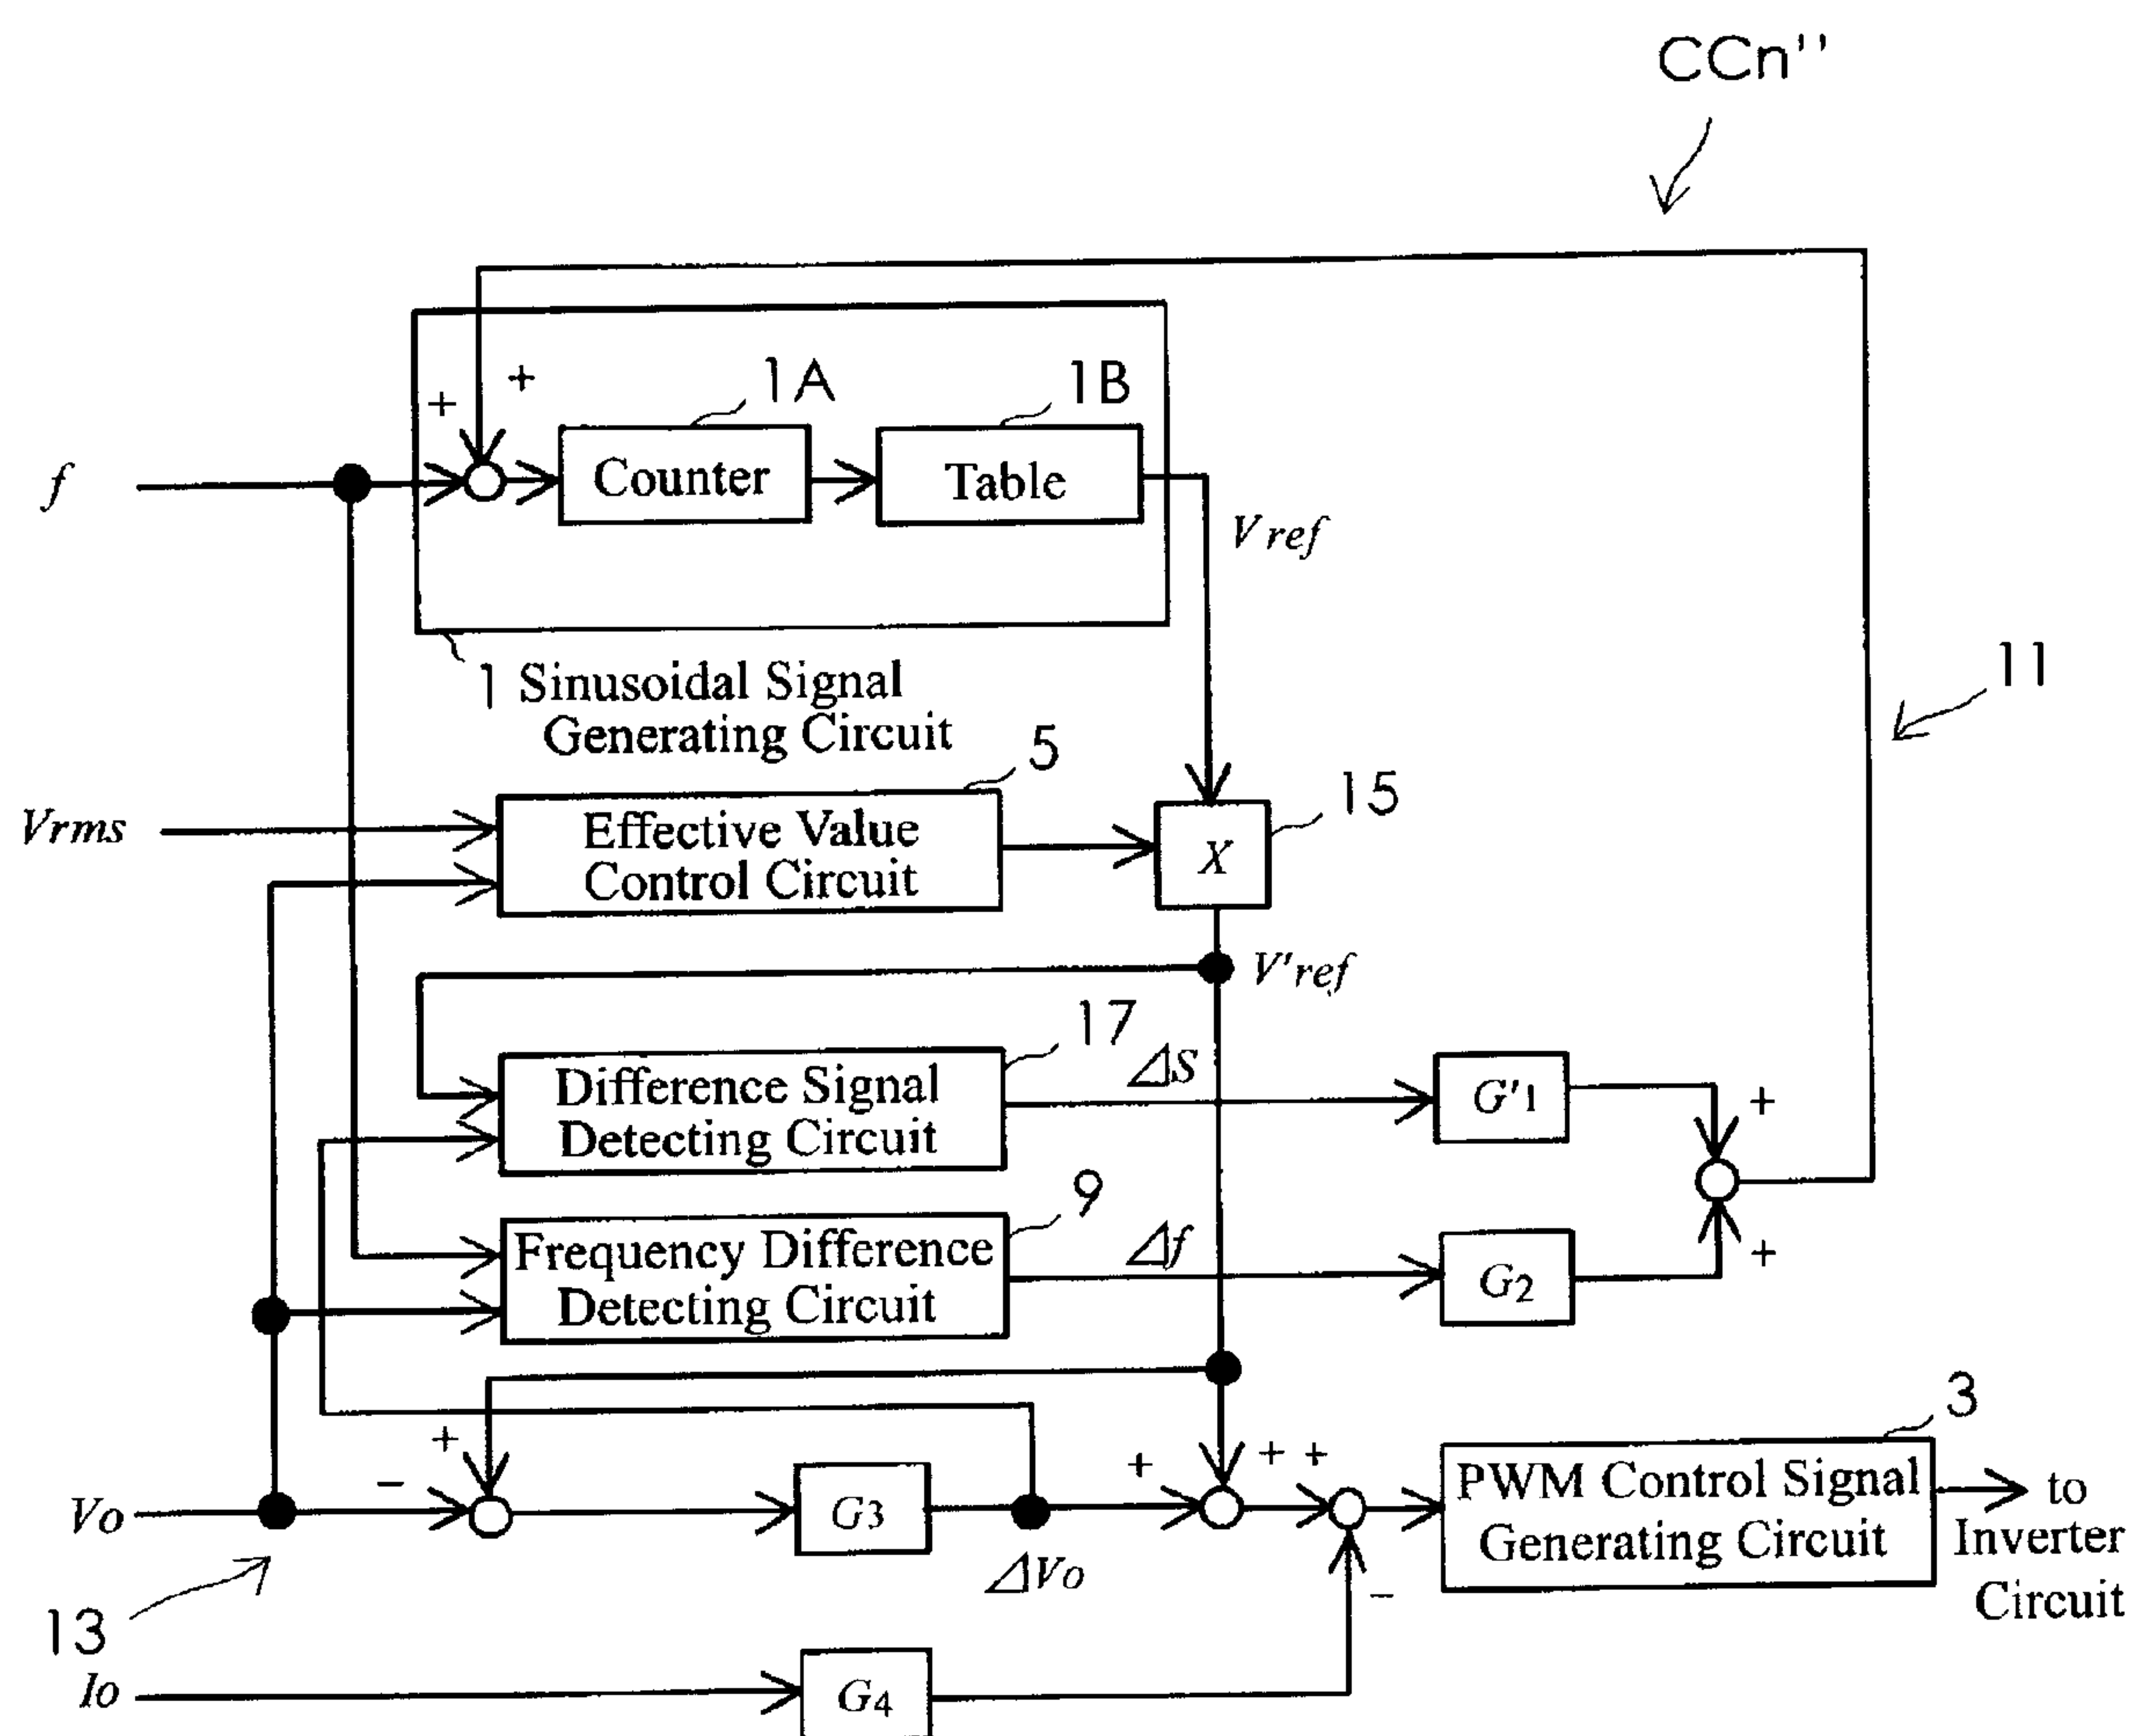 CCn''
1A
1B
+
+
f
Counter
Table
Vref
1 Sinusoidal Signal
Generating Circuit
11
5
15
Vrms
Effective Value
Control Circuit
X
V'ref
17
ΔS
Difference Signal
Detecting Circuit
G'1
+
9
Δf
Frequency Difference
Detecting Circuit
G2
+
3
+
−
+
+ +
Vo
G3
PWM Control Signal
Generating Circuit
to
Inverter
Circuit
ΔVo
−
13
Io
G4